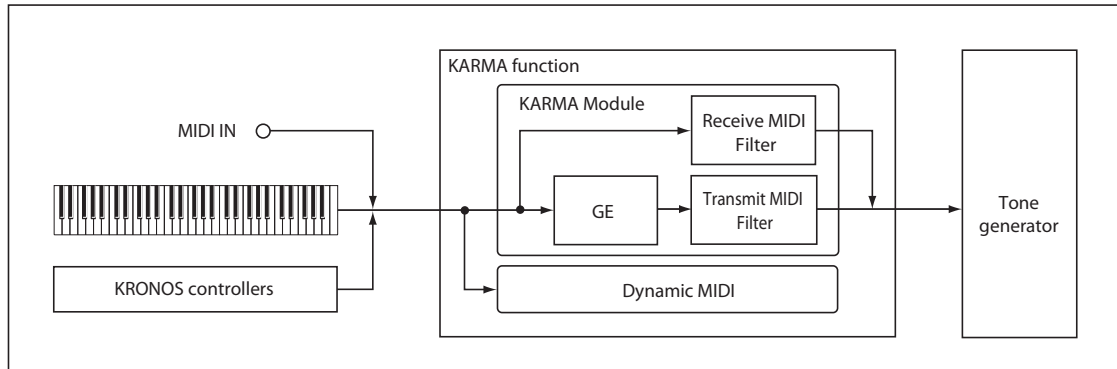 KARMA function
KARMA Module
MIDI IN
Receive MIDI
Filter
GE
Transmit MIDI
Filter
Tone
generator
KRONOS controllers
Dynamic MIDI